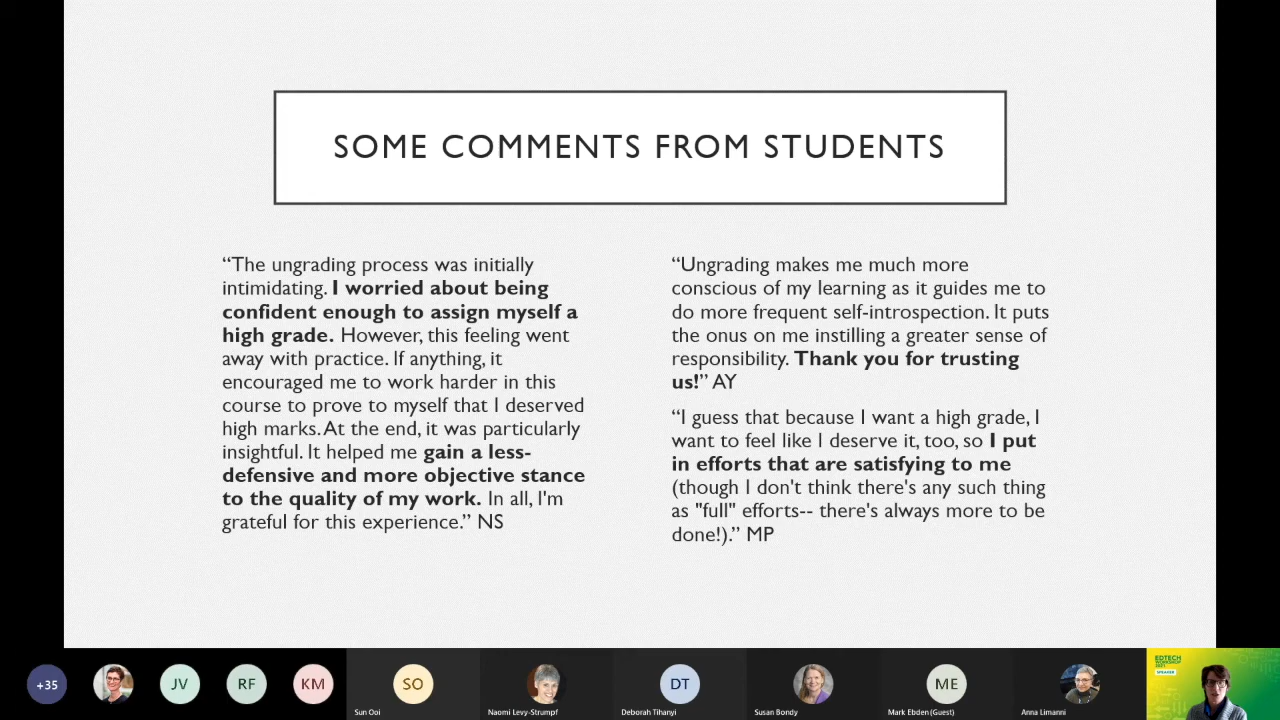 SOME COMMENTS FROM STUDENTS
“The ungrading process was initially
intimidating. I worried about being
confident enough to assign myself a
high grade. However, this feeling went
away with practice. If anything, it
encouraged me to work harder in this
course to prove to myself that I deserved
high marks. At the end, it was particularly
insightful. It helped me gain a less-
defensive and more objective stance
to the quality of my work. In all, I'm
grateful for this experience.” NS
“Ungrading makes me much more
conscious of my learning as it guides me to
do more frequent self-introspection. It puts
the onus on me instilling a greater sense of
responsibility. Thank you for trusting
us!” AY
“I guess that because I want a high grade, I
want to feel like I deserve it, too, so I put
in efforts that are satisfying to me
(though I don't think there's any such thing
as "full" efforts-- there's always more to be
done!).” MP
+35
JV
RF
KM
SO
Sun Ooi
Naomi Levy-Strumpf
DT
Deborah Tihanyi
Susan Bondy
ME
Mark Ebden (Guest)
Anna Limanni
EDTECH
WORKSHOP
2021
SPEAKER